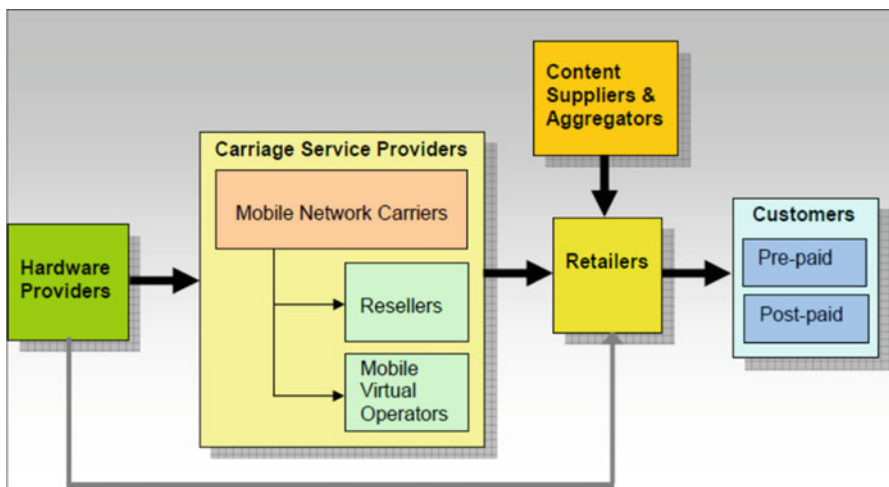 Hardware
Providers
Carriage Service Providers
Mobile Network Carriers
Resellers
Mobile
Virtual
Operators
Content
Suppliers &
Aggregators
Retailers
Customers
Pre-paid
Post-paid